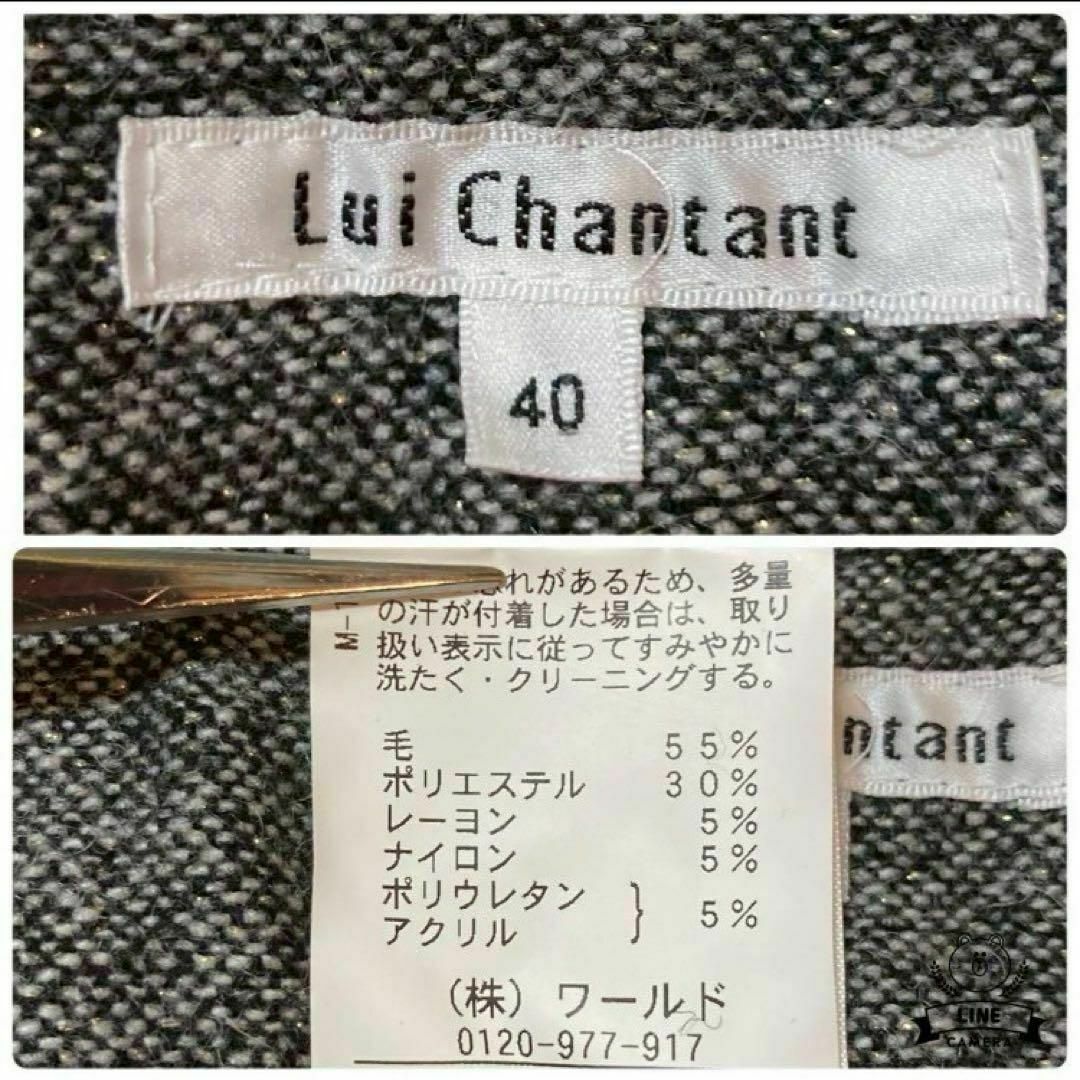 Lui Chantant
40
れがあるため、多量
の汗が付着した場合は、取り
扱い表示に従ってすみやかに
洗たく・クリーニングする。
M-1
毛 55%
ポリエステル 30%
レーヨン 5%
ナイロン 5%
ポリウレタン
アクリル } 5%
(株) ワールド
0120-977-917
ntant
LINE
CAMERA